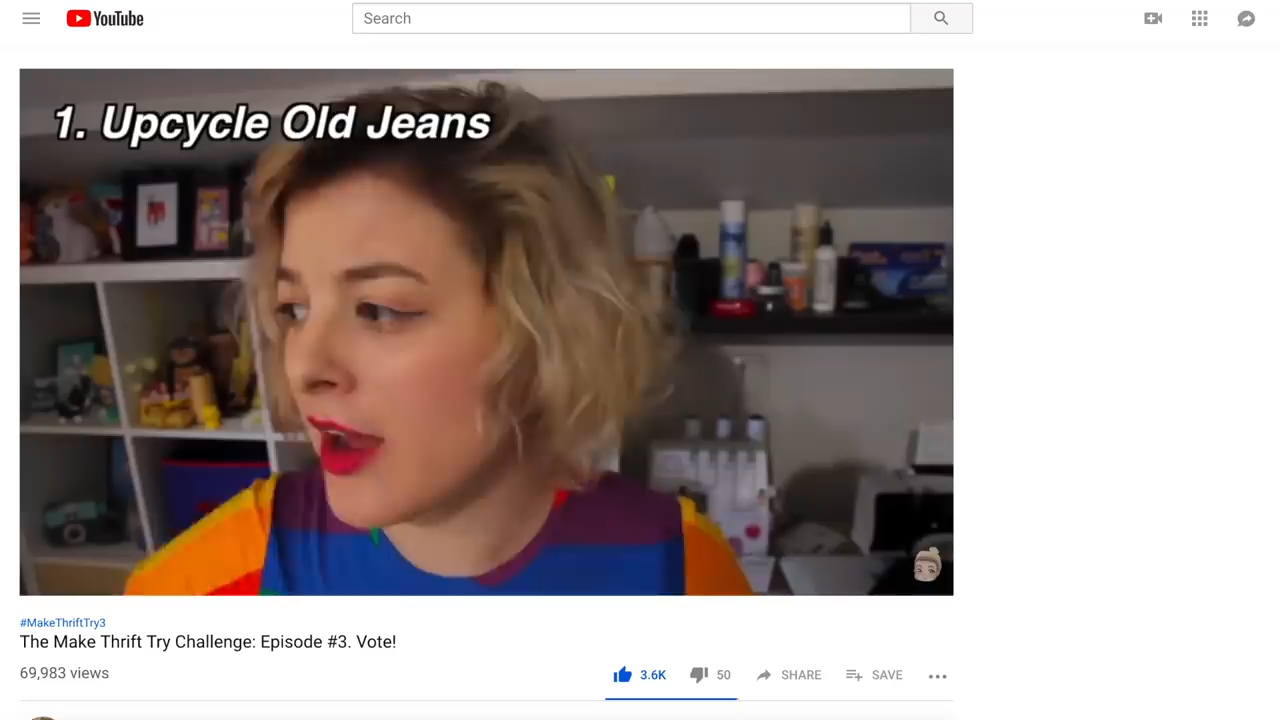 YouTube
Search
1. Upcycle Old Jeans
#MakeThriftTry3
The Make Thrift Try Challenge: Episode #3. Vote!
69,983 views
3.6K
50
SHARE
SAVE